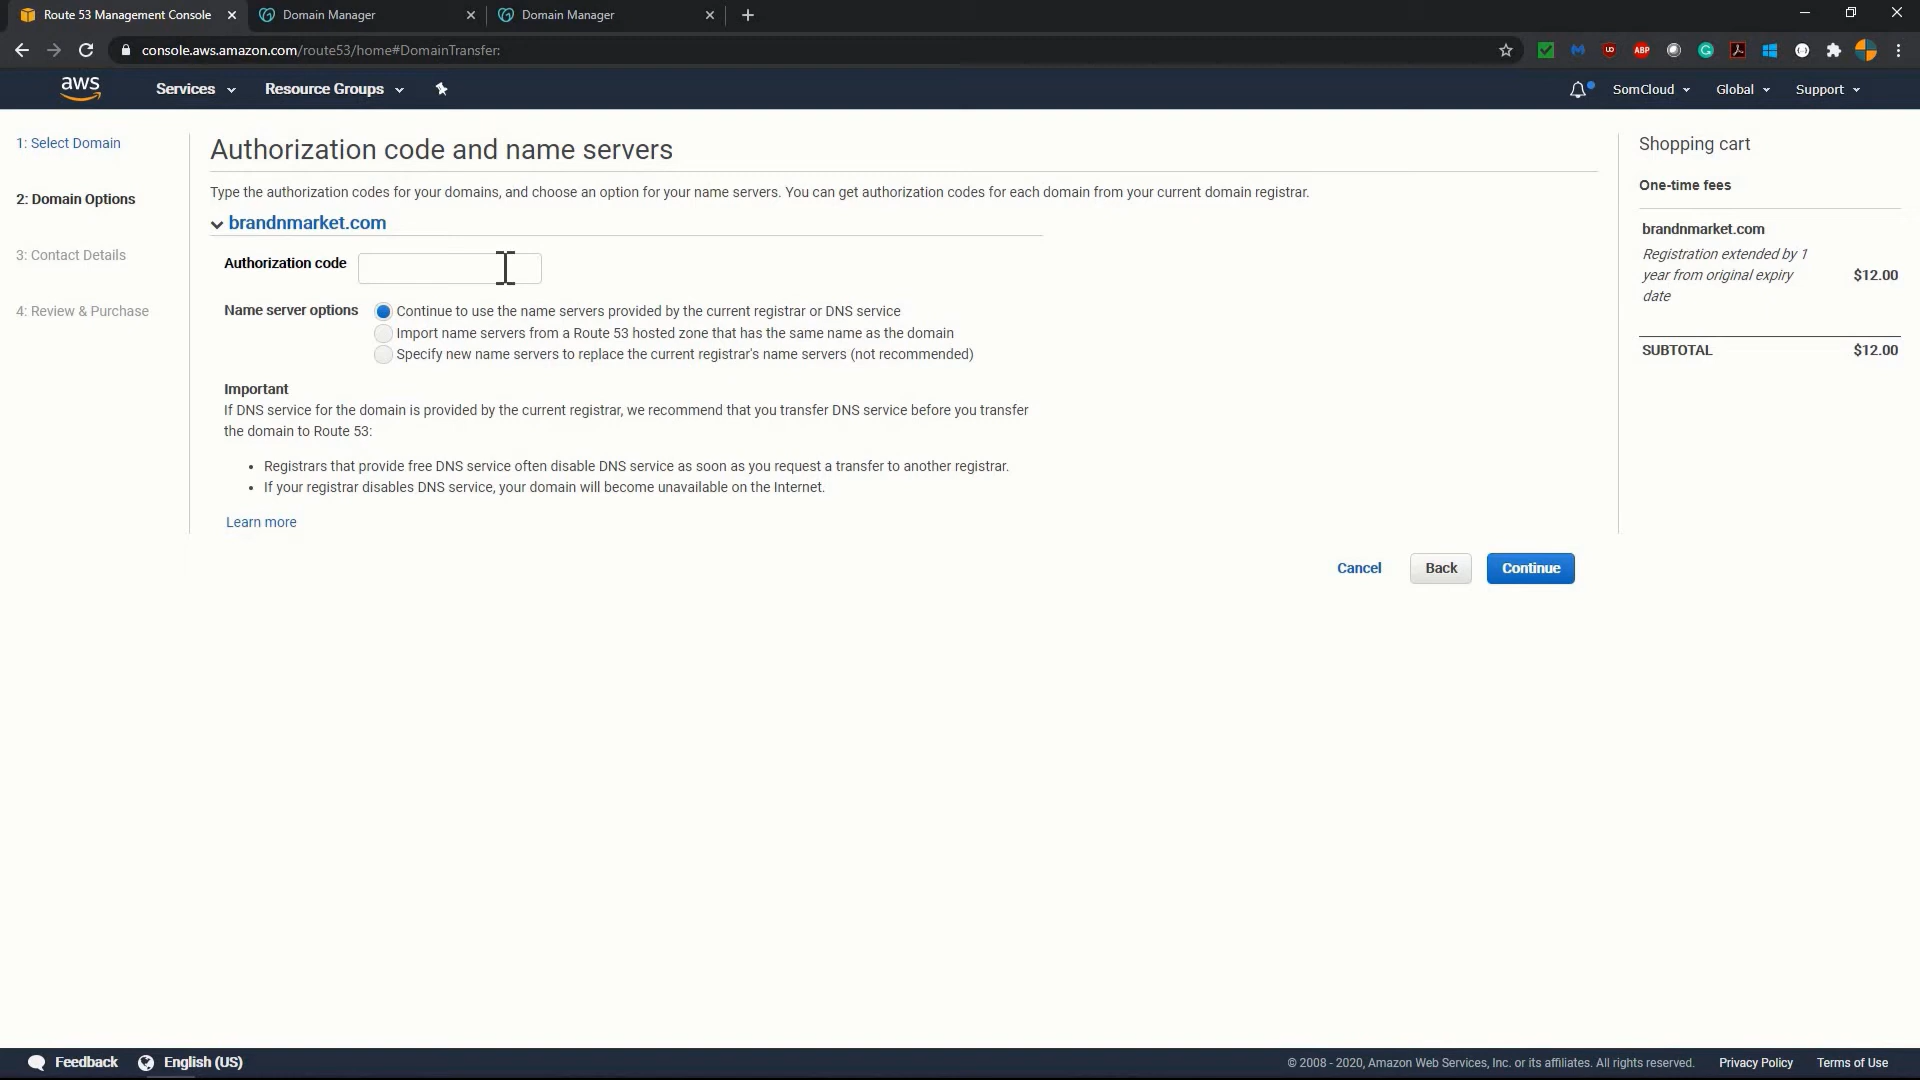 Route 53 Management Console
Domain Manager
Domain Manager
console.aws.amazon.com/route53/home#DomainTransfer:
ABP
aws
Services
Resource Groups
SomCloud
Global
Support
1: Select Domain
2: Domain Options
3: Contact Details
4: Review & Purchase
Authorization code and name servers
Type the authorization codes for your domains, and choose an option for your name servers. You can get authorization codes for each domain from your current domain registrar.
brandnmarket.com
Authorization code
Name server options
Continue to use the name servers provided by the current registrar or DNS service
Import name servers from a Route 53 hosted zone that has the same name as the domain
Specify new name servers to replace the current registrar's name servers (not recommended)
Important
If DNS service for the domain is provided by the current registrar, we recommend that you transfer DNS service before you transfer
the domain to Route 53:
• Registrars that provide free DNS service often disable DNS service as soon as you request a transfer to another registrar.
• If your registrar disables DNS service, your domain will become unavailable on the Internet.
Learn more
Cancel
Back
Continue
Shopping cart
One-time fees
brandnmarket.com
Registration extended by 1
year from original expiry
date
$12.00
SUBTOTAL $12.00
Feedback
English (US)
© 2008 - 2020, Amazon Web Services, Inc. or its affiliates. All rights reserved.
Privacy Policy
Terms of Use